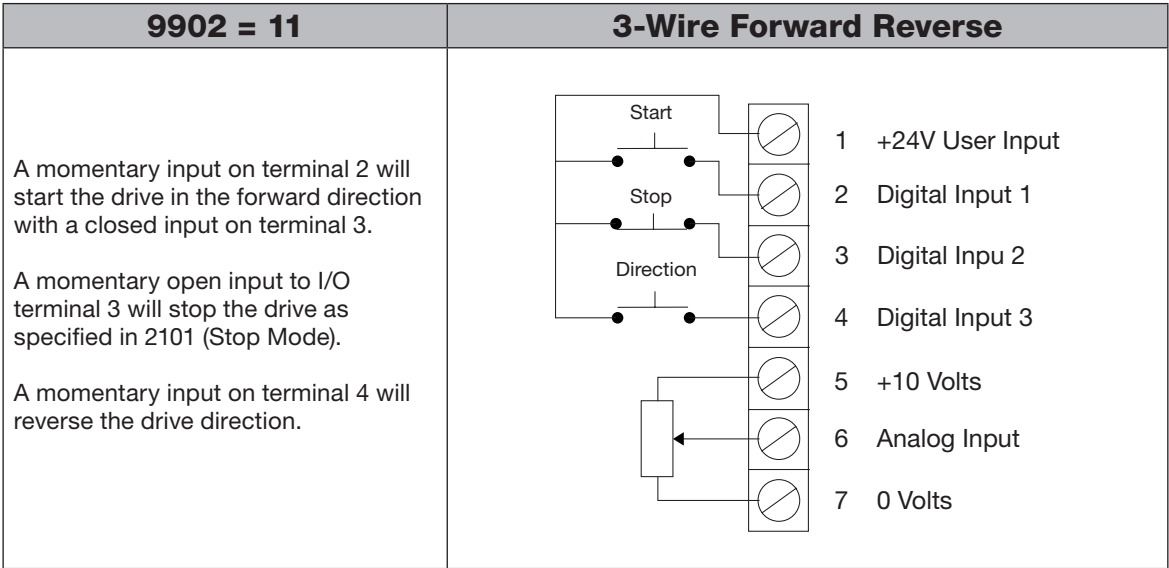 9902 = 11
3-Wire Forward Reverse
A momentary input on terminal 2 will
start the drive in the forward direction
with a closed input on terminal 3.
A momentary open input to I/O
terminal 3 will stop the drive as
specified in 2101 (Stop Mode).
A momentary input on terminal 4 will
reverse the drive direction.
Start
Stop
Direction
1 +24V User Input
2 Digital Input 1
3 Digital Inpu 2
4 Digital Input 3
5 +10 Volts
6 Analog Input
7 0 Volts